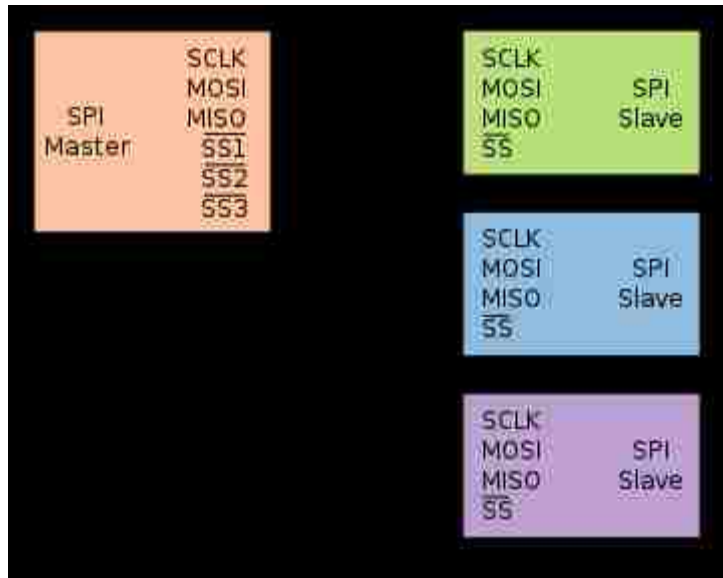 SPI
Master
SCLK
MOSI
MISO
SS1
SS2
SS3
SCLK
MOSI
MISO
SS
SPI
Slave
SCLK
MOSI
MISO
SS
SPI
Slave
SCLK
MOSI
MISO
SS
SPI
Slave